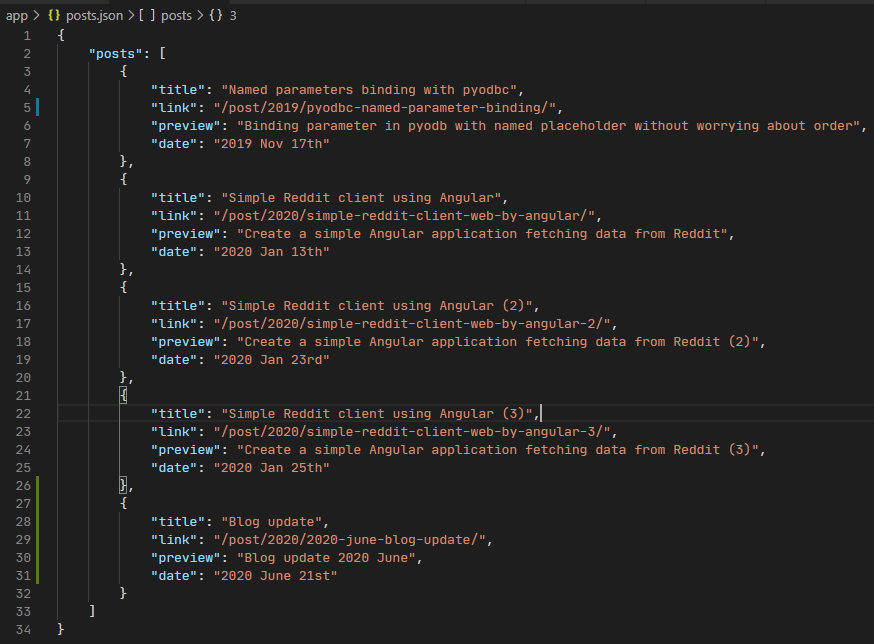 app > {} posts.json > [ ] posts > {} 3
1 {
2     "posts": [
3         {
4             "title": "Named parameters binding with pyodbc",
5             "link": "/post/2019/pyodbc-named-parameter-binding/",
6             "preview": "Binding parameter in pyodb with named placeholder without worrying about order",
7             "date": "2019 Nov 17th"
8         },
9         {
10             "title": "Simple Reddit client using Angular",
11             "link": "/post/2020/simple-reddit-client-web-by-angular/",
12             "preview": "Create a simple Angular application fetching data from Reddit",
13             "date": "2020 Jan 13th"
14         },
15         {
16             "title": "Simple Reddit client using Angular (2)",
17             "link": "/post/2020/simple-reddit-client-web-by-angular-2/",
18             "preview": "Create a simple Angular application fetching data from Reddit (2)",
19             "date": "2020 Jan 23rd"
20         },
21         {
22             "title": "Simple Reddit client using Angular (3)",
23             "link": "/post/2020/simple-reddit-client-web-by-angular-3/",
24             "preview": "Create a simple Angular application fetching data from Reddit (3)",
25             "date": "2020 Jan 25th"
26         },
27         {
28             "title": "Blog update",
29             "link": "/post/2020/2020-june-blog-update/",
30             "preview": "Blog update 2020 June",
31             "date": "2020 June 21st"
32         }
33     ]
34 }